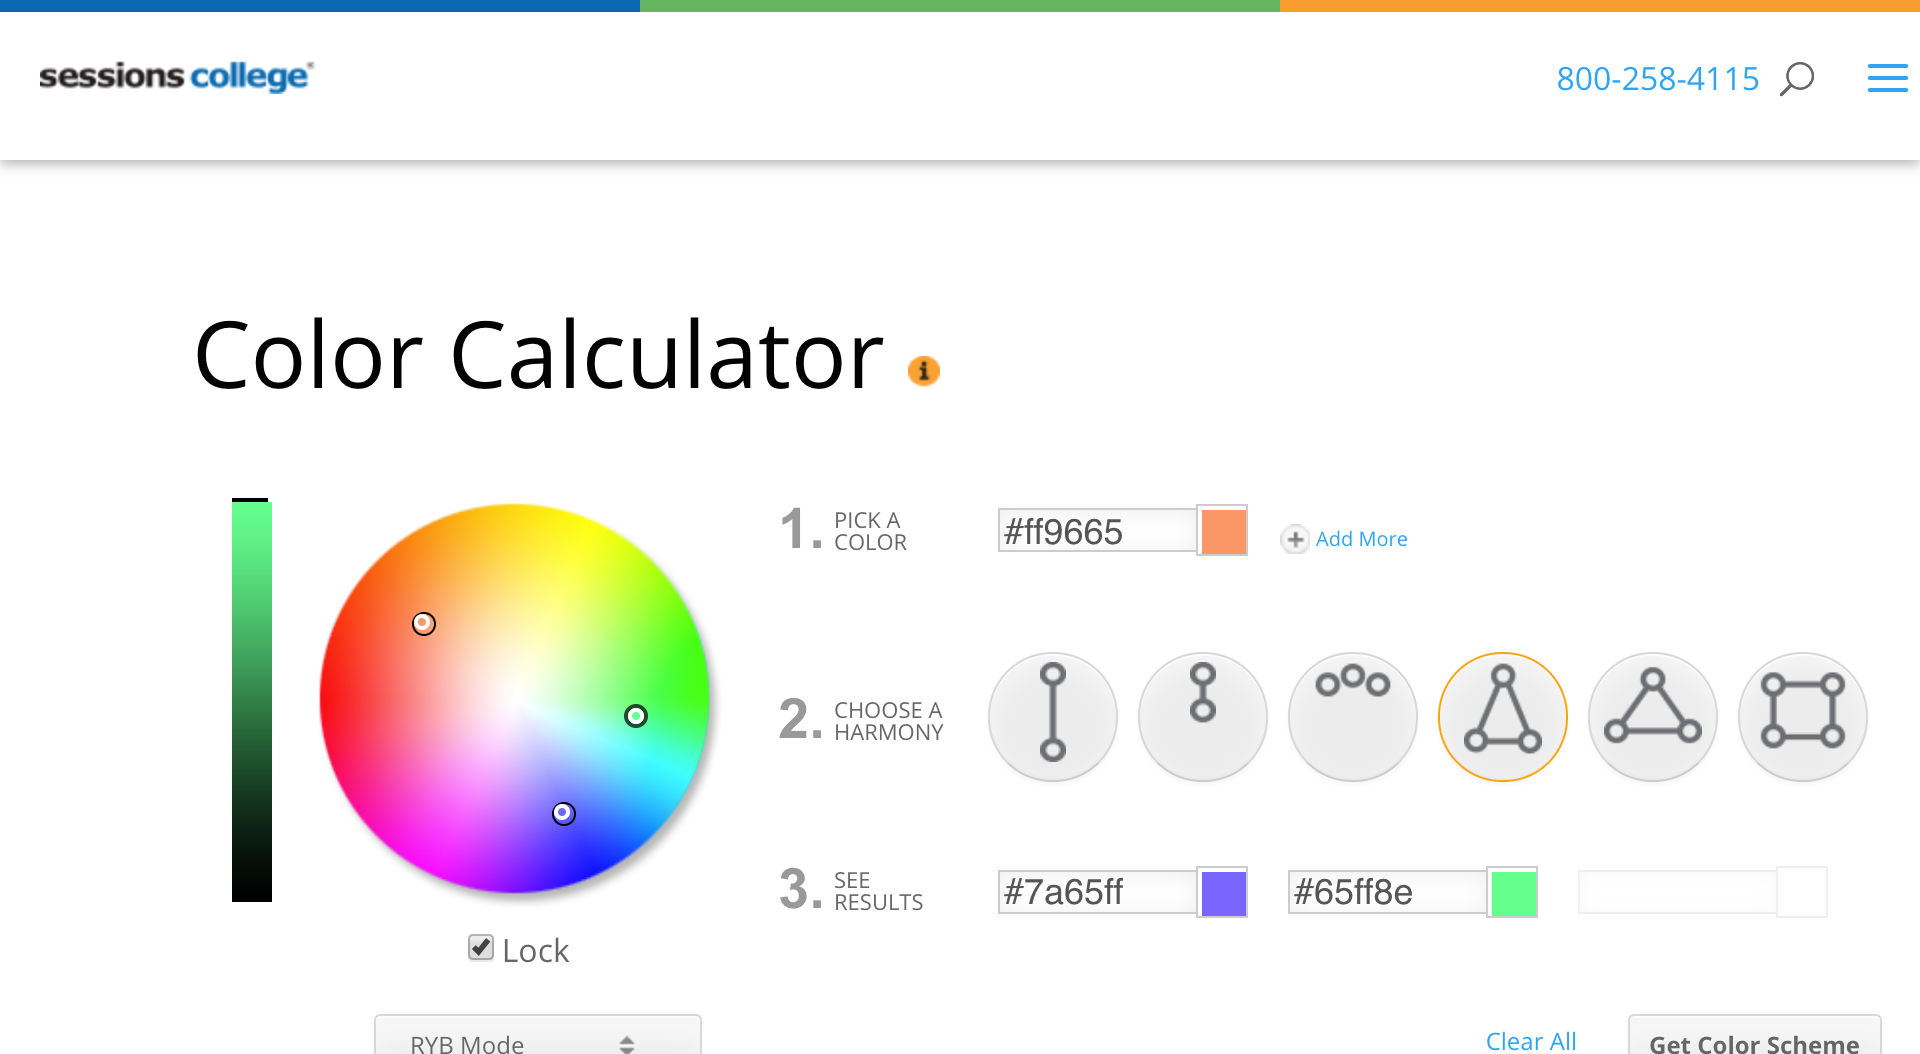 sessions college®
800-258-4115
Color Calculator
1. PICK A
COLOR
#ff9665
Add More
2. CHOOSE A
HARMONY
3. SEE
RESULTS
#7a65ff
#65ff8e
Lock
RYB Mode
Clear All
Get Color Scheme